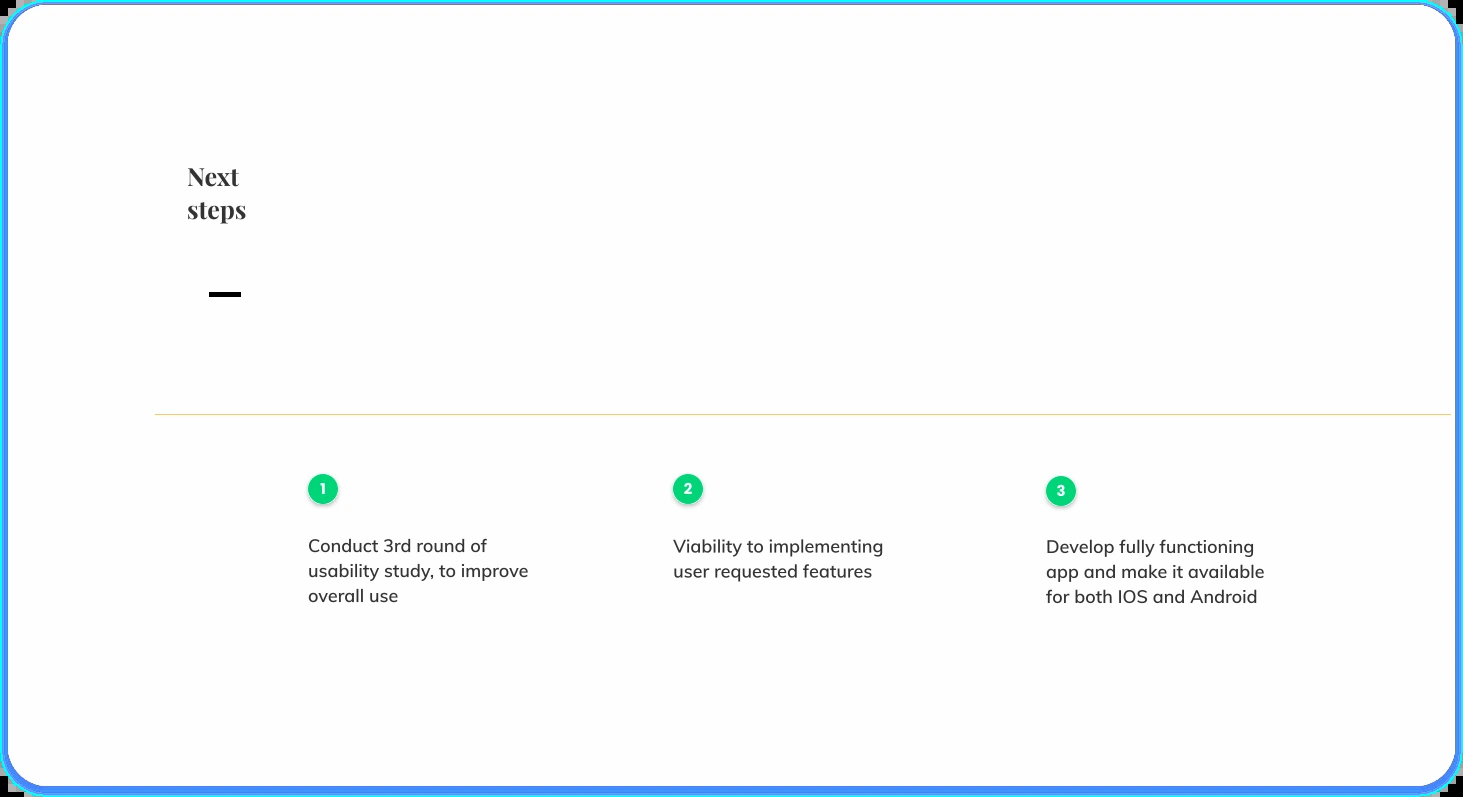 Next
steps
1
Conduct 3rd round of
usability study, to improve
overall use
2
Viability to implementing
user requested features
3
Develop fully functioning
app and make it available
for both IOS and Android